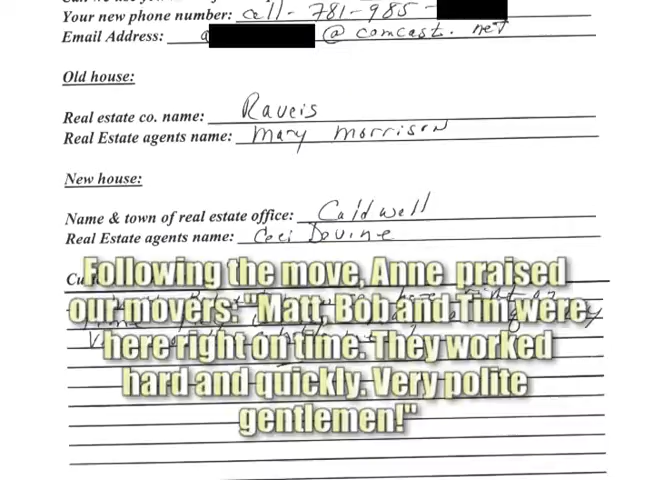 Your new phone number: call- 781-985-
Email Address: @comcast.net
Old house:
Real estate co. name: Raveis
Real Estate agents name: Mary Morrison
New house:
Name & town of real estate office: Caldwell
Real Estate agents name: Ceci Devine
Following the move, Anne praised
our movers: "Matt, Bob and Tim were
here right on time. They worked
hard and quickly. Very polite
gentlemen!"